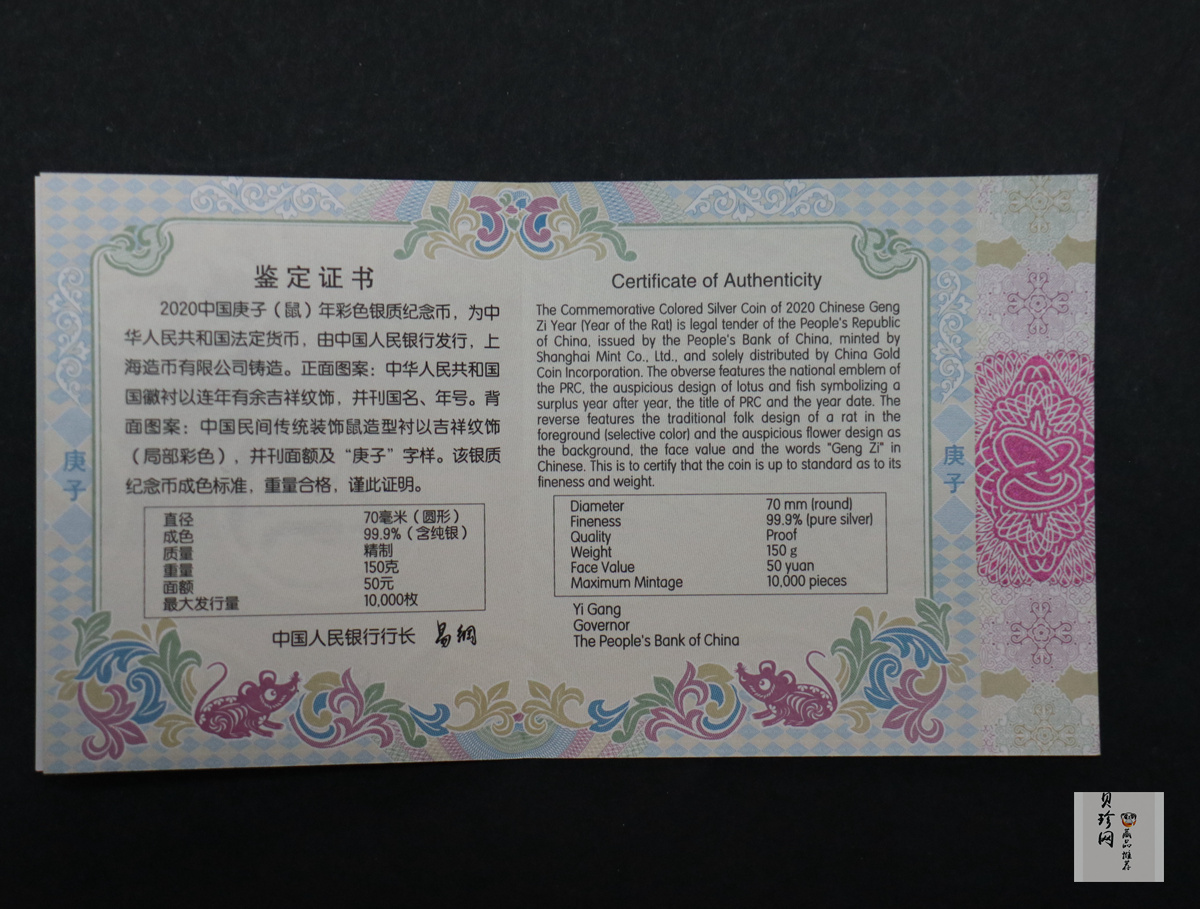 鉴定证书
2020中国庚子（鼠）年彩色银质纪念币，为中
华人民共和国法定货币，由中国人民银行发行，上
海造币有限公司铸造。正面图案：中华人民共和国
国徽衬以连年有余吉祥纹饰，并刊国名、年号。背
面图案：中国民间传统装饰鼠造型衬以吉祥纹饰
（局部彩色），并刊面额及“庚子”字样。该银质
纪念币成色标准，重量合格，谨此证明。
直径 70毫米（圆形）
成色 99.9%（含纯银）
质量 精制
重量 150克
面额 50元
最大发行量 10,000枚
中国人民银行行长 易纲
Certificate of Authenticity
The Commemorative Colored Silver Coin of 2020 Chinese Geng
Zi Year (Year of the Rat) is legal tender of the People's Republic
of China, issued by the People's Bank of China, minted by
Shanghai Mint Co., Ltd., and solely distributed by China Gold
Coin Incorporation. The obverse features the national emblem of
the PRC, the auspicious design of lotus and fish symbolizing a
surplus year after year, the title of PRC and the year date. The
reverse features the traditional folk design of a rat in the
foreground (selective color) and the auspicious flower design as
the background, the face value and the words "Geng Zi" in
Chinese. This is to certify that the coin is up to standard as to its
fineness and weight.
Diameter 70 mm (round)
Fineness 99.9% (pure silver)
Quality Proof
Weight 150 g
Face Value 50 yuan
Maximum Mintage 10,000 pieces
Yi Gang
Governor
The People's Bank of China
庚子
庚子
贝珍网
藏品推荐